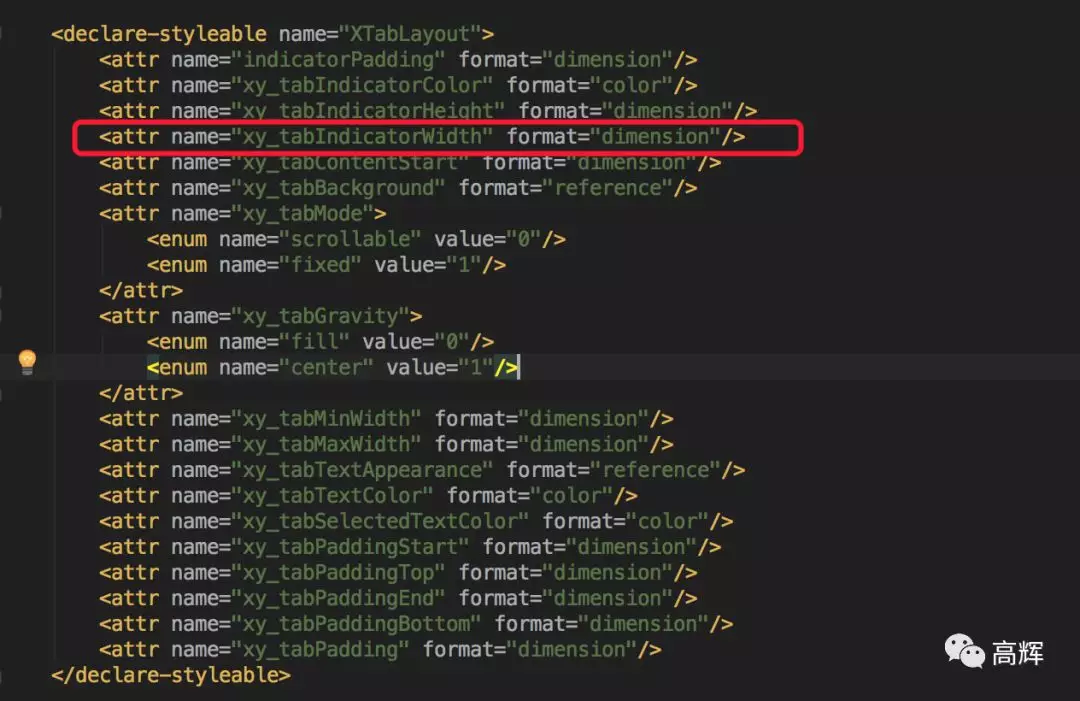 <declare-styleable name="XTabLayout">
<attr name="indicatorPadding" format="dimension"/>
<attr name="xy_tabIndicatorColor" format="color"/>
<attr name="xy_tabIndicatorHeight" format="dimension"/>
<attr name="xy_tabIndicatorWidth" format="dimension"/>
<attr name="xy_tabContentStart" format="dimension"/>
<attr name="xy_tabBackground" format="reference"/>
<attr name="xy_tabMode">
<enum name="scrollable" value="0"/>
<enum name="fixed" value="1"/>
</attr>
<attr name="xy_tabGravity">
<enum name="fill" value="0"/>
<enum name="center" value="1"/>
</attr>
<attr name="xy_tabMinWidth" format="dimension"/>
<attr name="xy_tabMaxWidth" format="dimension"/>
<attr name="xy_tabTextAppearance" format="reference"/>
<attr name="xy_tabTextColor" format="color"/>
<attr name="xy_tabSelectedTextColor" format="color"/>
<attr name="xy_tabPaddingStart" format="dimension"/>
<attr name="xy_tabPaddingTop" format="dimension"/>
<attr name="xy_tabPaddingEnd" format="dimension"/>
<attr name="xy_tabPaddingBottom" format="dimension"/>
<attr name="xy_tabPadding" format="dimension"/>
</declare-styleable>
高辉